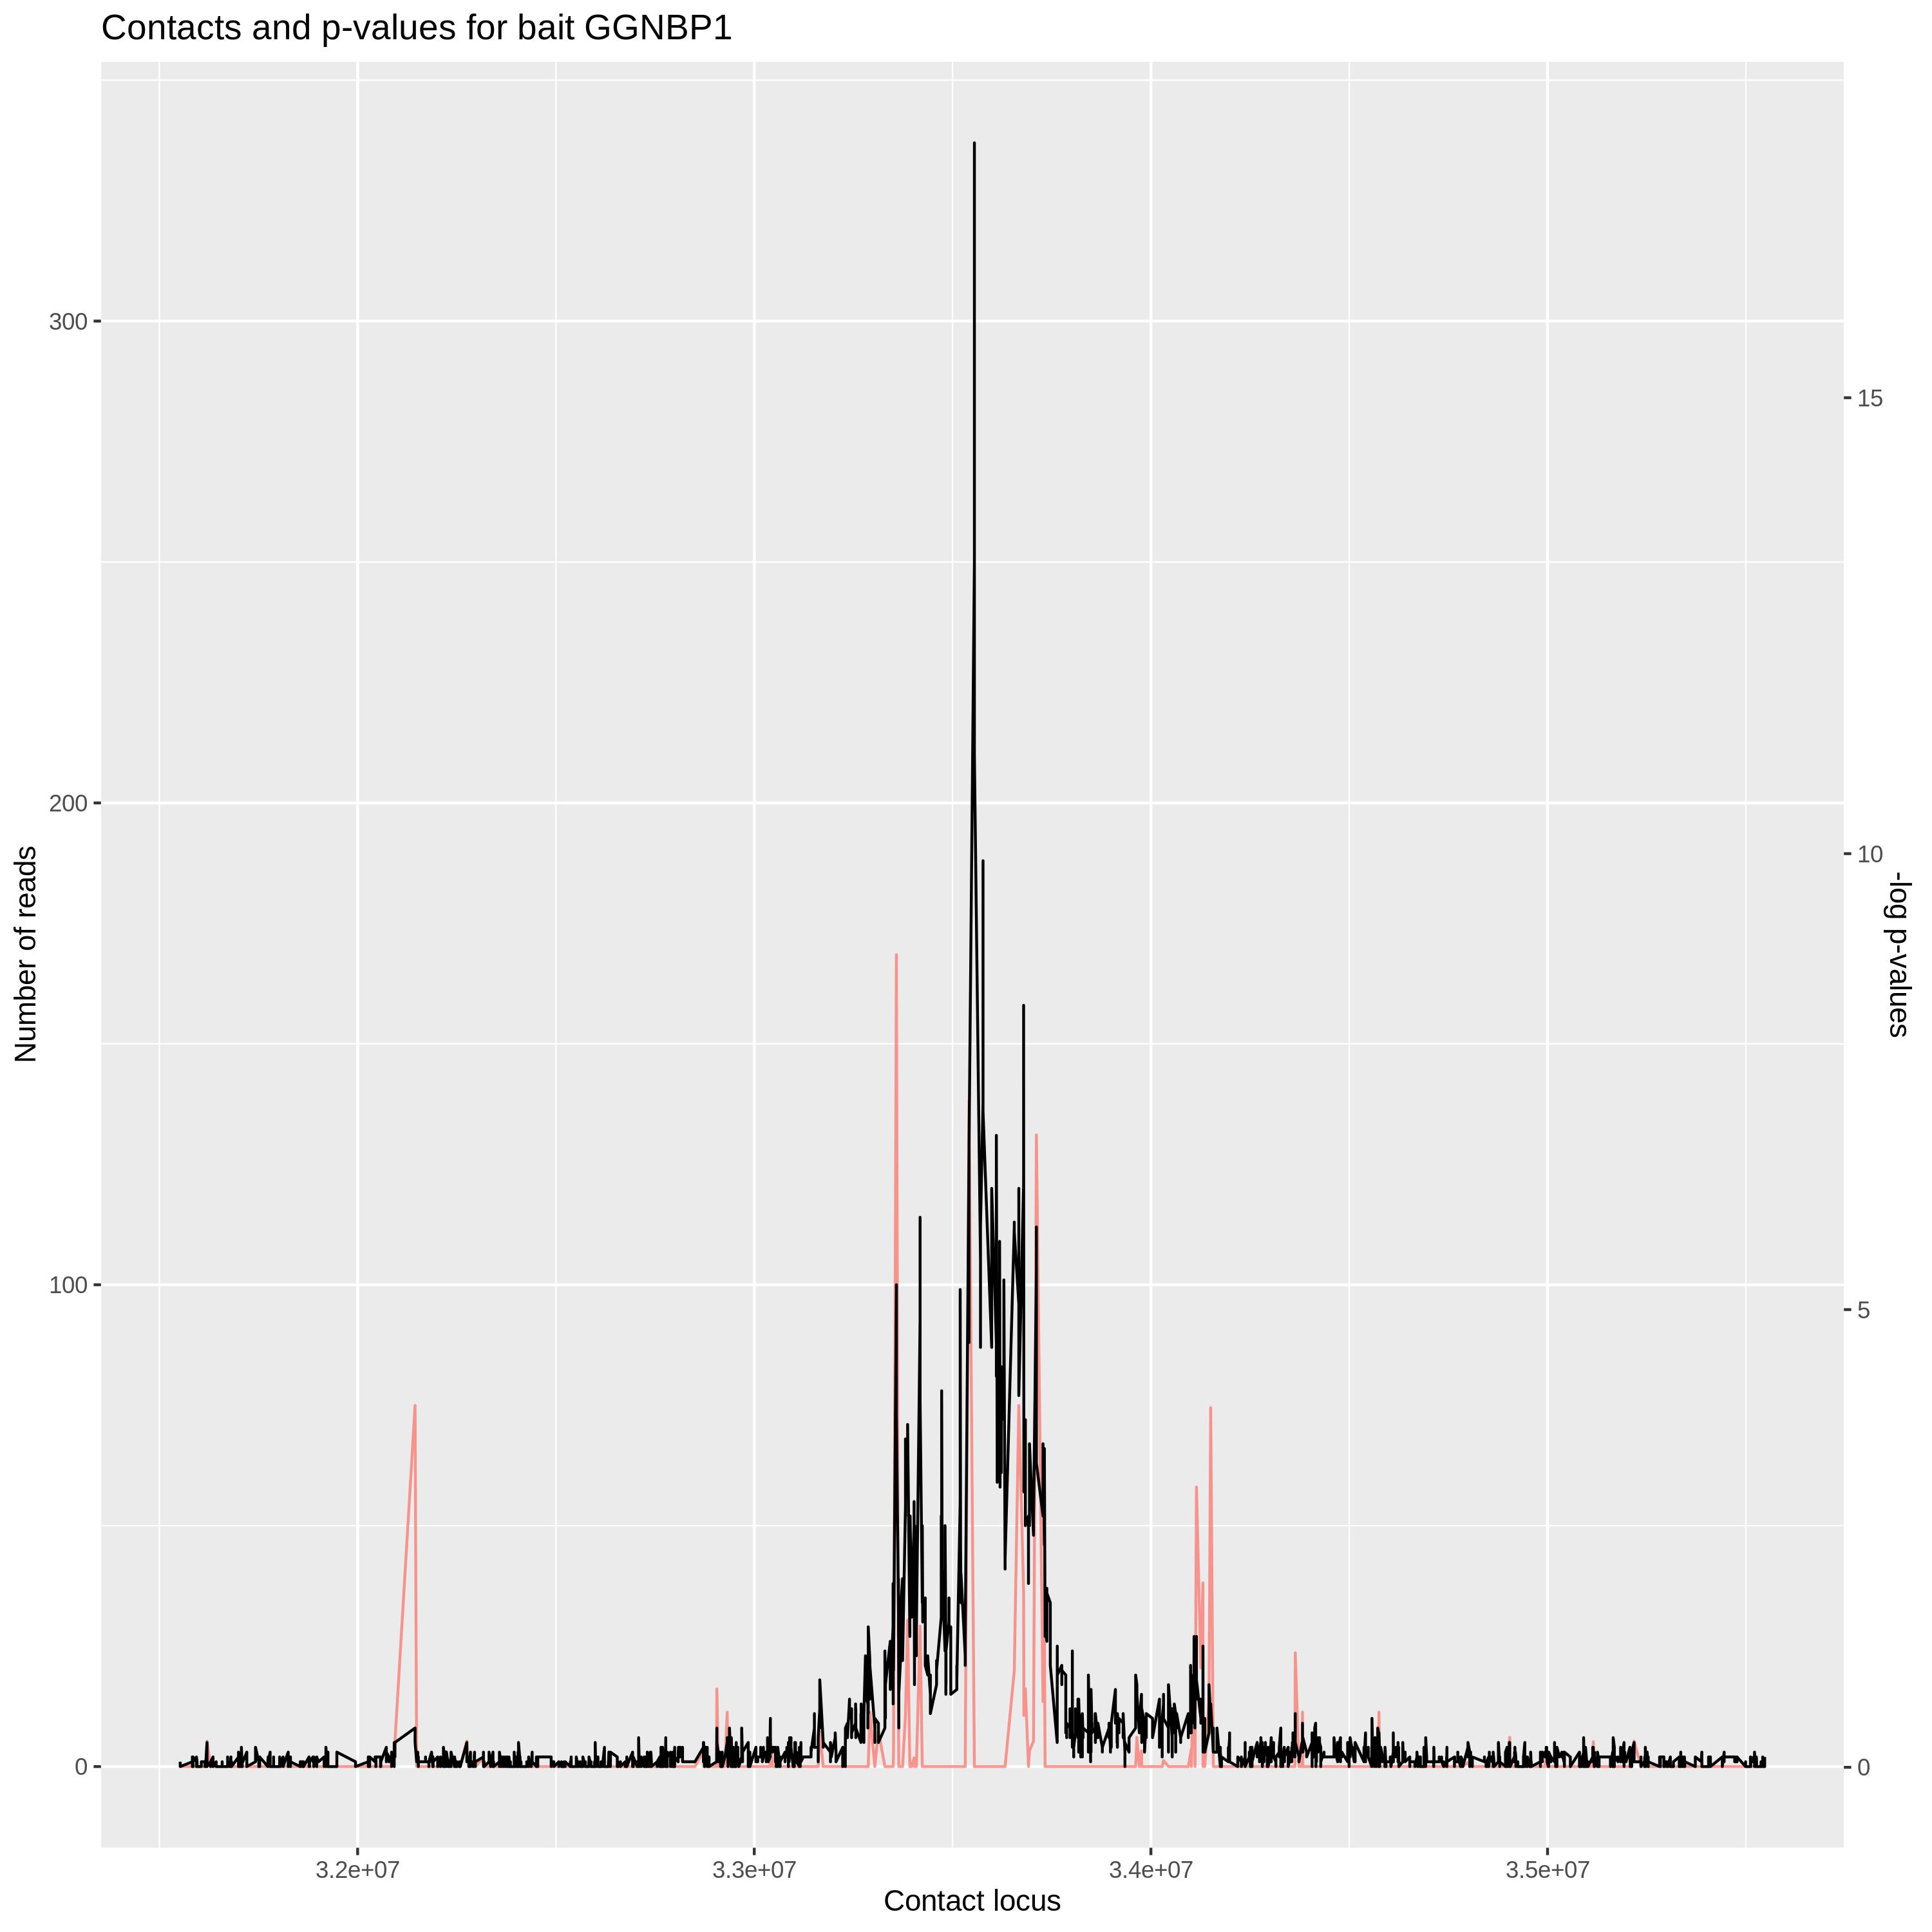 Contacts and p-values for bait GGNBP1
300
200
100
0
Number of reads
15
10
5
0
-log p-values
3.2e+07
3.3e+07
3.4e+07
3.5e+07
Contact locus